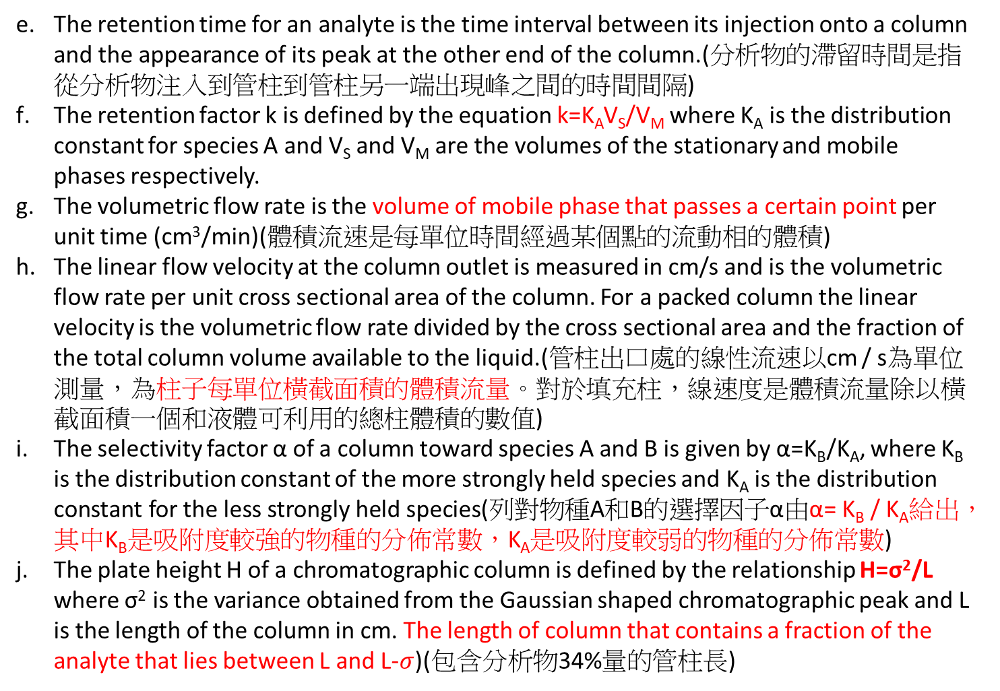 e. The retention time for an analyte is the time interval between its injection onto a column
and the appearance of its peak at the other end of the column.(分析物的滯留時間是指
從分析物注入到管柱到管柱另一端出現峰之間的時間間隔)
f. The retention factor k is defined by the equation k=K_AV_S/V_M where K_A is the distribution
constant for species A and V_S and V_M are the volumes of the stationary and mobile
phases respectively.
g. The volumetric flow rate is the volume of mobile phase that passes a certain point per
unit time (cm³/min)(體積流速是每單位時間經過某個點的流動相的體積)
h. The linear flow velocity at the column outlet is measured in cm/s and is the volumetric
flow rate per unit cross sectional area of the column. For a packed column the linear
velocity is the volumetric flow rate divided by the cross sectional area and the fraction of
the total column volume available to the liquid.(管柱出口處的線性流速以cm / s為單位
測量，為柱子每單位橫截面積的體積流量。對於填充柱，線速度是體積流量除以橫
截面積一個和液體可利用的總柱體積的數值)
i. The selectivity factor α of a column toward species A and B is given by α=K_B/K_A, where K_B
is the distribution constant of the more strongly held species and K_A is the distribution
constant for the less strongly held species(列對物種A和B的選擇因子α由α= K_B / K_A給出，
其中K_B是吸附度較強的物種的分佈常數，K_A是吸附度較弱的物種的分佈常數)
j. The plate height H of a chromatographic column is defined by the relationship H=σ²/L
where σ² is the variance obtained from the Gaussian shaped chromatographic peak and L
is the length of the column in cm. The length of column that contains a fraction of the
analyte that lies between L and L-σ)(包含分析物34%量的管柱長)